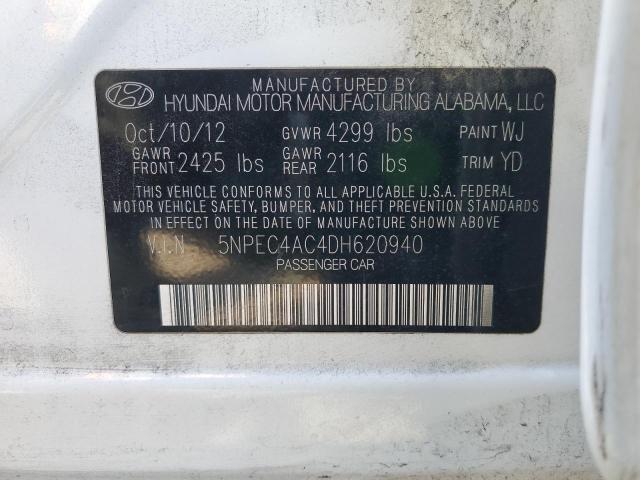 MANUFACTURED BY
HYUNDAI MOTOR MANUFACTURING ALABAMA, LLC
Oct/10/12 GVWR 4299 lbs PAINT WJ
GAWR FRONT 2425 lbs GAWR REAR 2116 lbs TRIM YD
THIS VEHICLE CONFORMS TO ALL APPLICABLE U.S.A. FEDERAL
MOTOR VEHICLE SAFETY, BUMPER, AND THEFT PREVENTION STANDARDS
IN EFFECT ON THE DATE OF MANUFACTURE SHOWN ABOVE
V.I.N 5NPEC4AC4DH620940
PASSENGER CAR